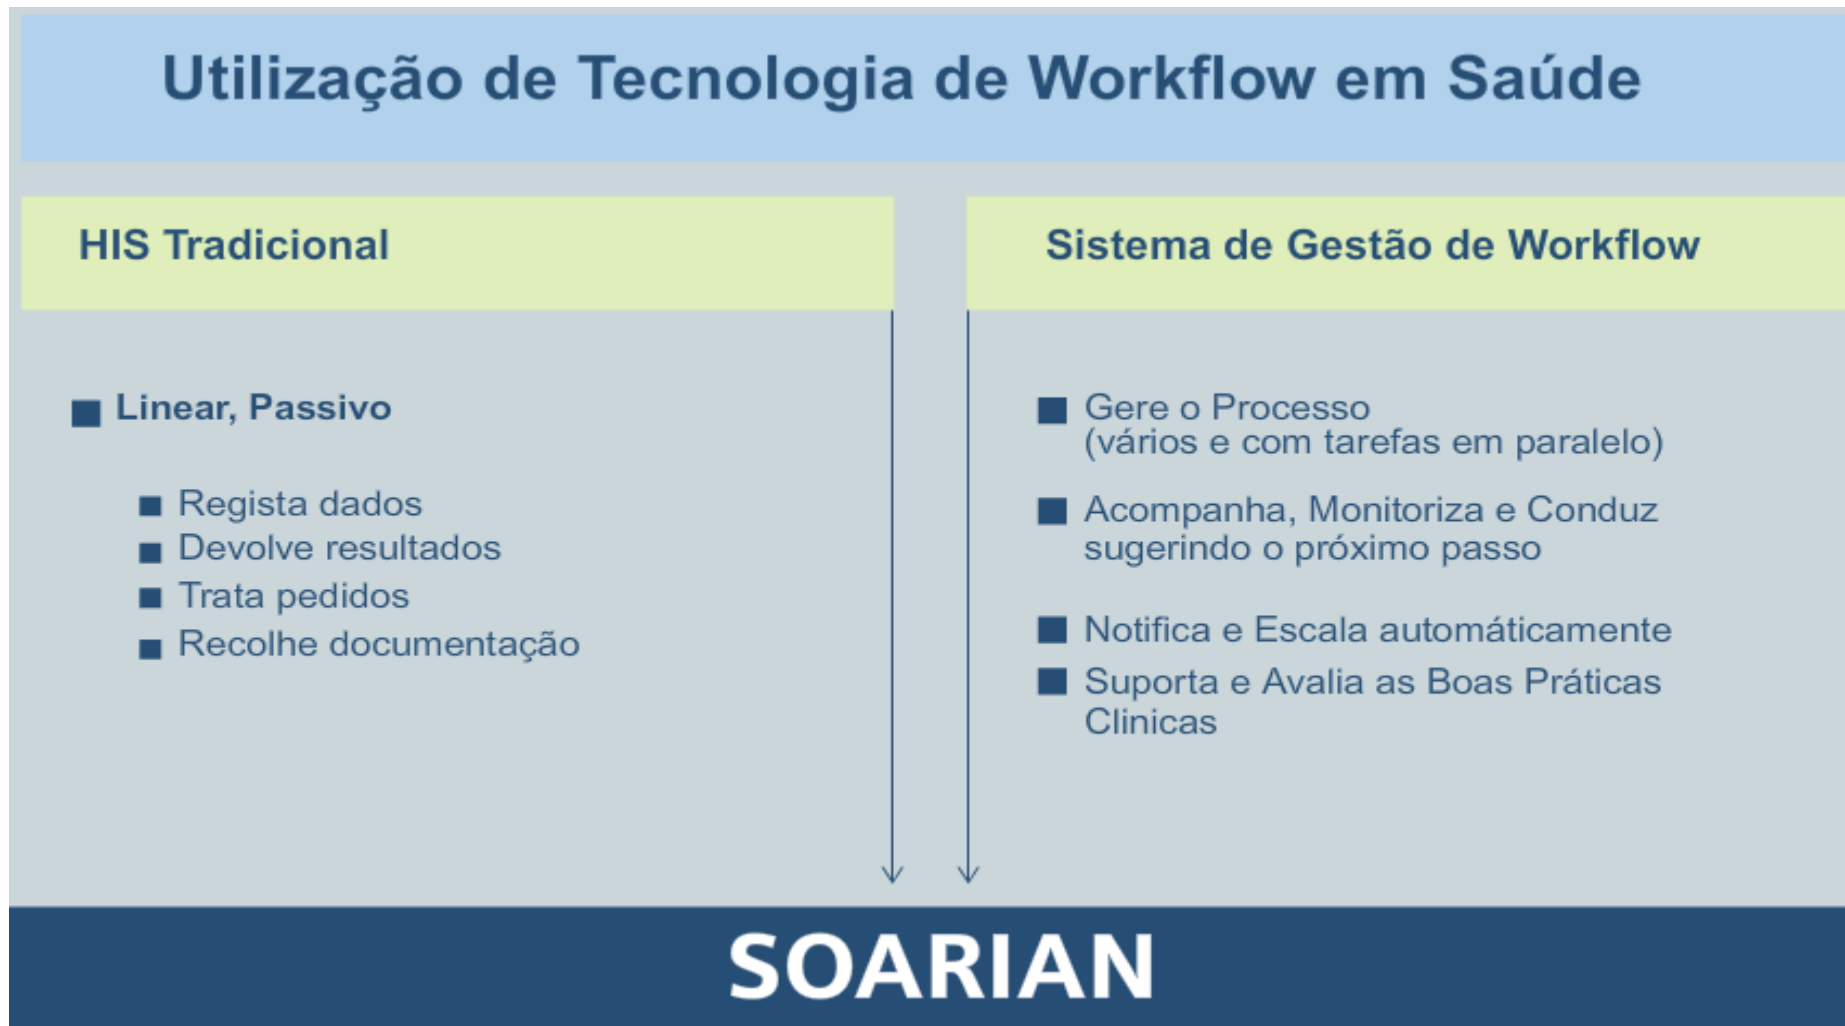 Utilização de Tecnologia de Workflow em Saúde
HIS Tradicional
Linear, Passivo
Regista dados
Devolve resultados
Trata pedidos
Recolhe documentação
Sistema de Gestão de Workflow
Gere o Processo
(vários e com tarefas em paralelo)
Acompanha, Monitoriza e Conduz
sugerindo o próximo passo
Notifica e Escala automáticamente
Suporta e Avalia as Boas Práticas
Clinicas
SOARIAN